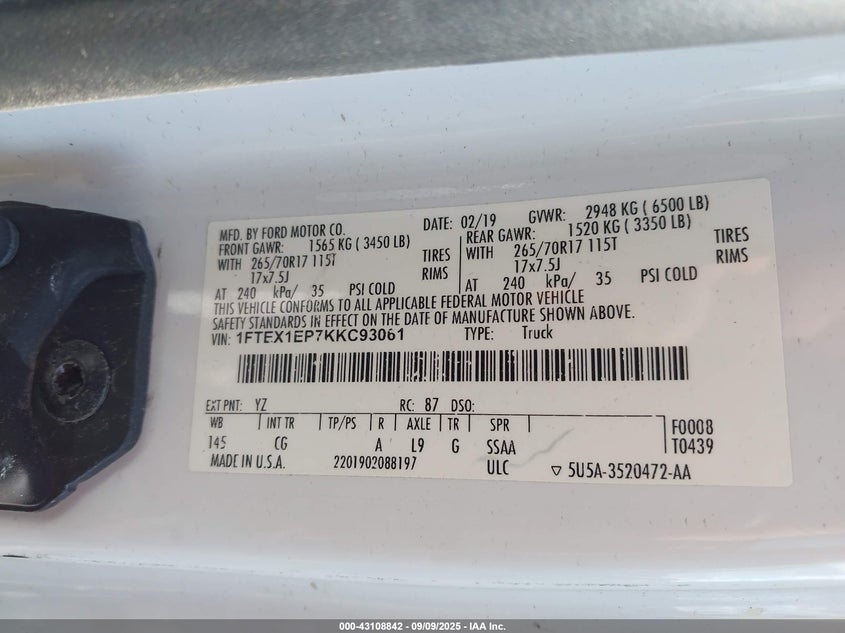 MFD. BY FORD MOTOR CO. DATE: 02/19 GVWR: 2948 KG ( 6500 LB)
FRONT GAWR: 1565 KG ( 3450 LB) REAR GAWR: 1520 KG ( 3350 LB)
WITH 265/70R17 115T TIRES WITH 265/70R17 115T TIRES
17x7.5J RIMS 17x7.5J RIMS
AT 240 kPa/ 35 PSI COLD AT 240 kPa/ 35 PSI COLD
THIS VEHICLE CONFORMS TO ALL APPLICABLE FEDERAL MOTOR VEHICLE
SAFETY STANDARDS IN EFFECT ON THE DATE OF MANUFACTURE SHOWN ABOVE.
VIN: 1FTEX1EP7KKC93061 TYPE: Truck
EXT PNT: YZ RC: 87 DSO:
WB INT TR TP/PS R AXLE TR SPR F0008
145 CG A L9 G SSAA T0439
MADE IN U.S.A. 2201902088197 ULC ▽ 5U5A-3520472-AA
000-43108842 / 09/09/2025 - IAA Inc.